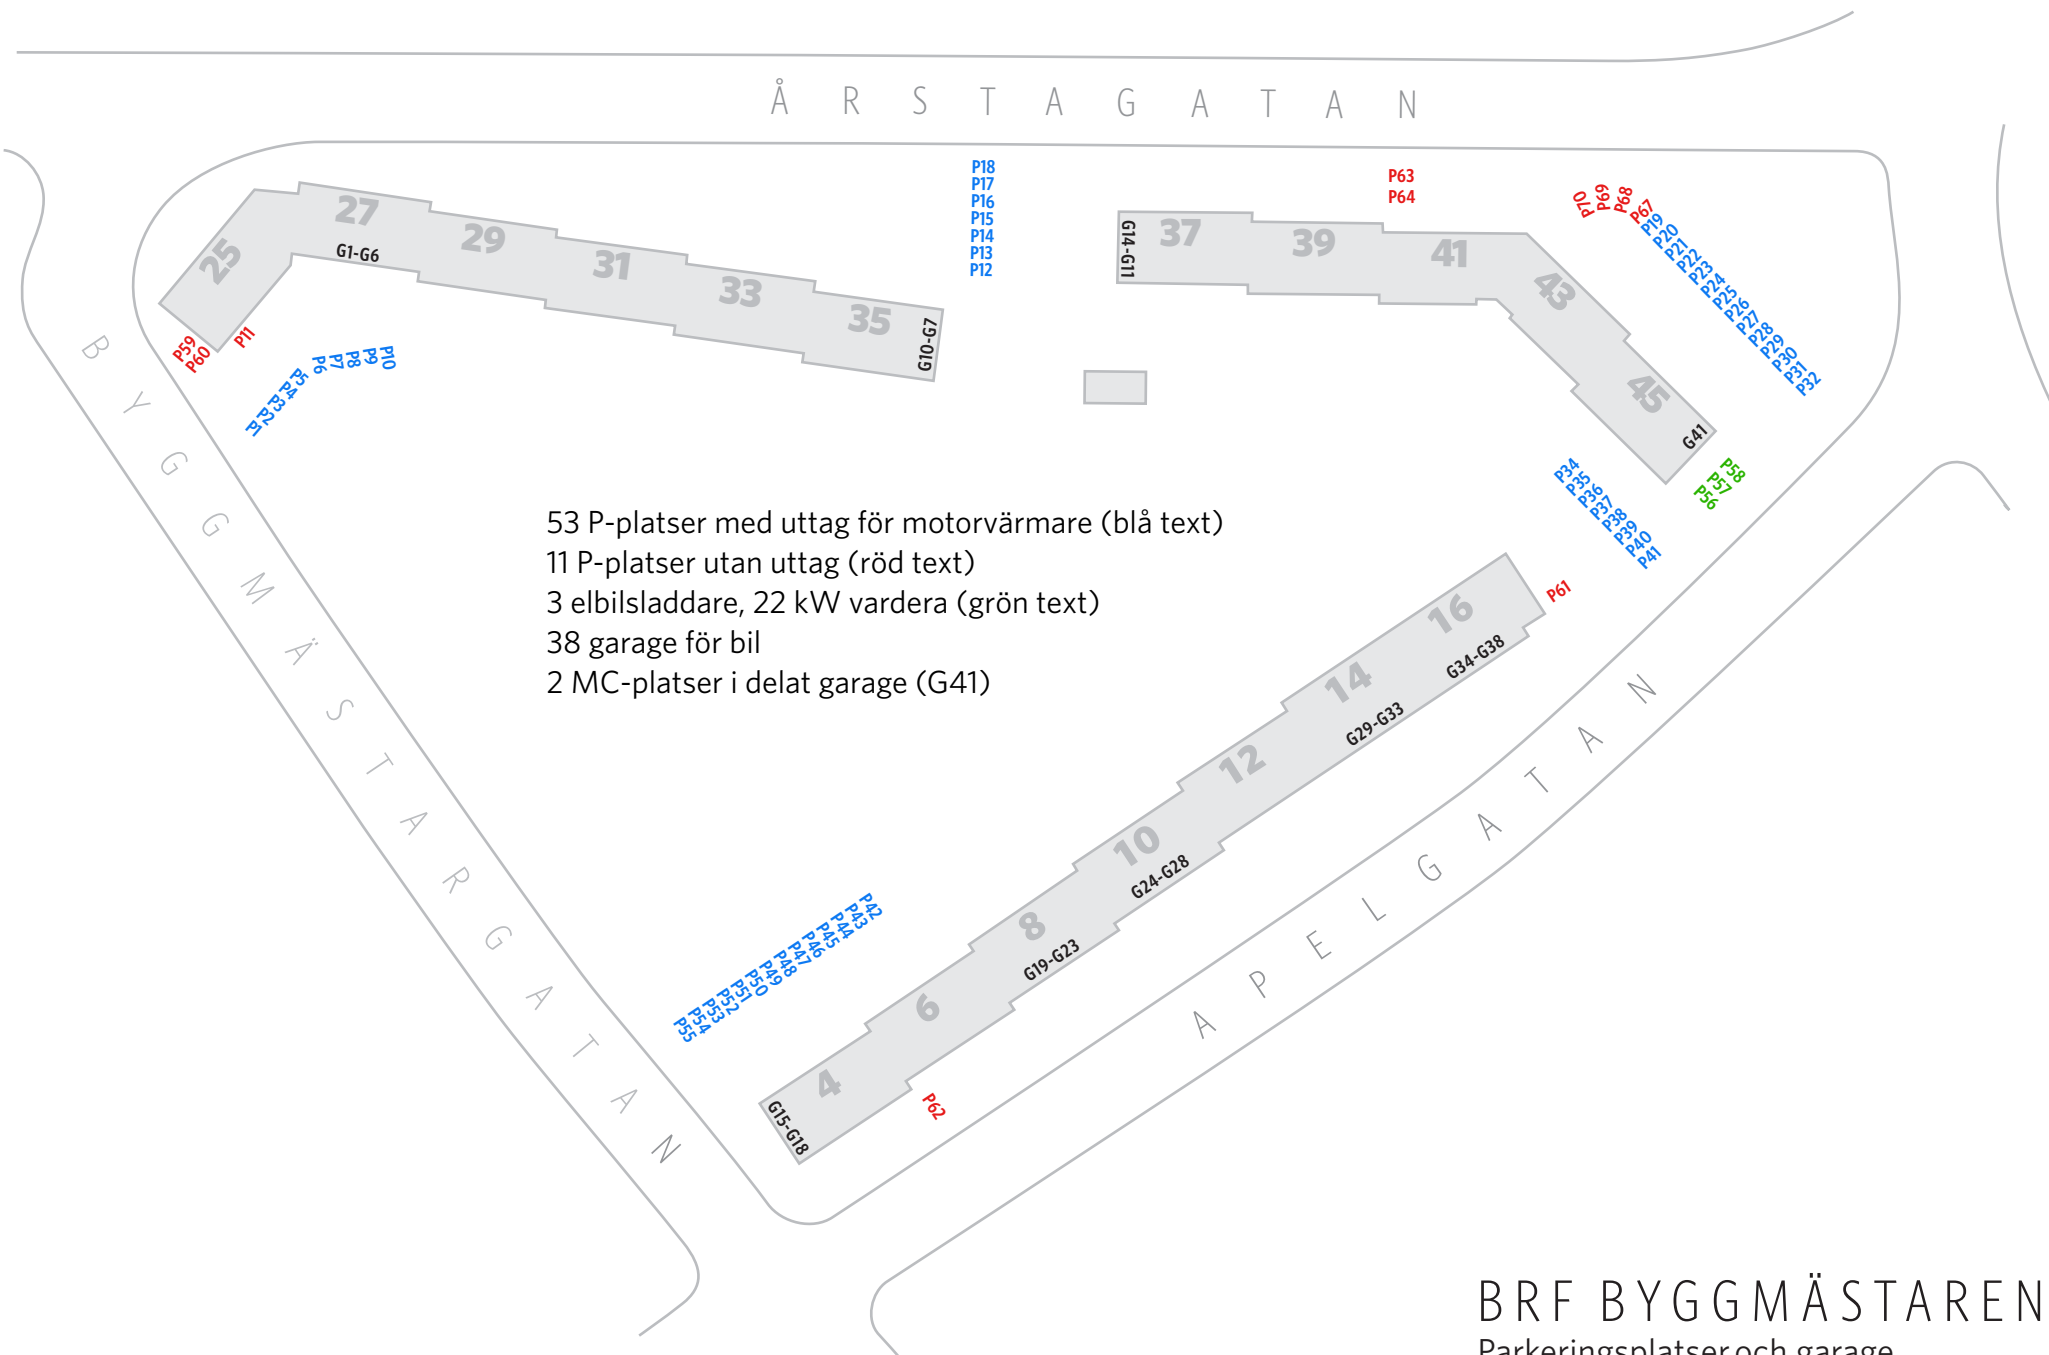 ÅRSTAGATAN
P18
P17
P16
P15
P14
P13
P12
P63
P64
P70
P69
P68
P67
P19
P20
P21
P22
P23
P24
P25
P26
P27
P28
P29
P30
P31
P32
25
27
29
31
33
35
G1-G6
G10-G7
37
39
41
43
45
G14-G11
G41
P59
P60
P11
P1
P2
P3
P4
P5
P6
P7
P8
P9
P10
BYGGMÄSTARGATAN
P58
P57
P56
P34
P35
P36
P37
P38
P39
P40
P41
53 P-platser med uttag för motorvärmare (blå text)
11 P-platser utan uttag (röd text)
3 elbilsladdare, 22 kW vardera (grön text)
38 garage för bil
2 MC-platser i delat garage (G41)
P61
16
14
12
10
8
6
4
G34-G38
G29-G33
G24-G28
G19-G23
G15-G18
P42
P43
P44
P45
P46
P47
P48
P49
P50
P51
P52
P53
P54
P55
P62
APELGATAN
BRF BYGGMÄSTAREN
Parkeringsplatser och garage